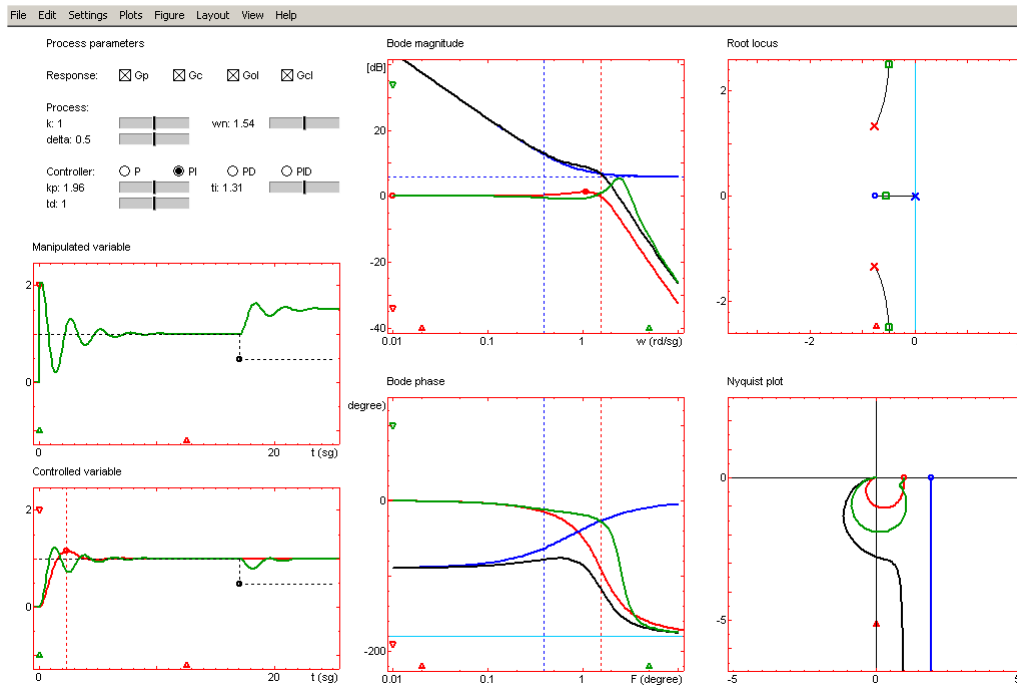 File Edit Settings Plots Figure Layout View Help
Process parameters
Response: Gp Gc Gol Gcl
Process:
k: 1 wn: 1.54
delta: 0.5
Controller: P PI PD PID
kp: 1.96 ti: 1.31
td: 1
Manipulated variable
2
0
0 20 t (sg)
Controlled variable
2
0
0 20 t (sg)
Bode magnitude
[dB]
20
0
-20
-40
0.01 0.1 1 w (rd/sg)
Bode phase
degree)
0
-200
0.01 0.1 1 F (degree)
Root locus
2
0
-2
-2 0
Nyquist plot
0
-5
-5 0 5